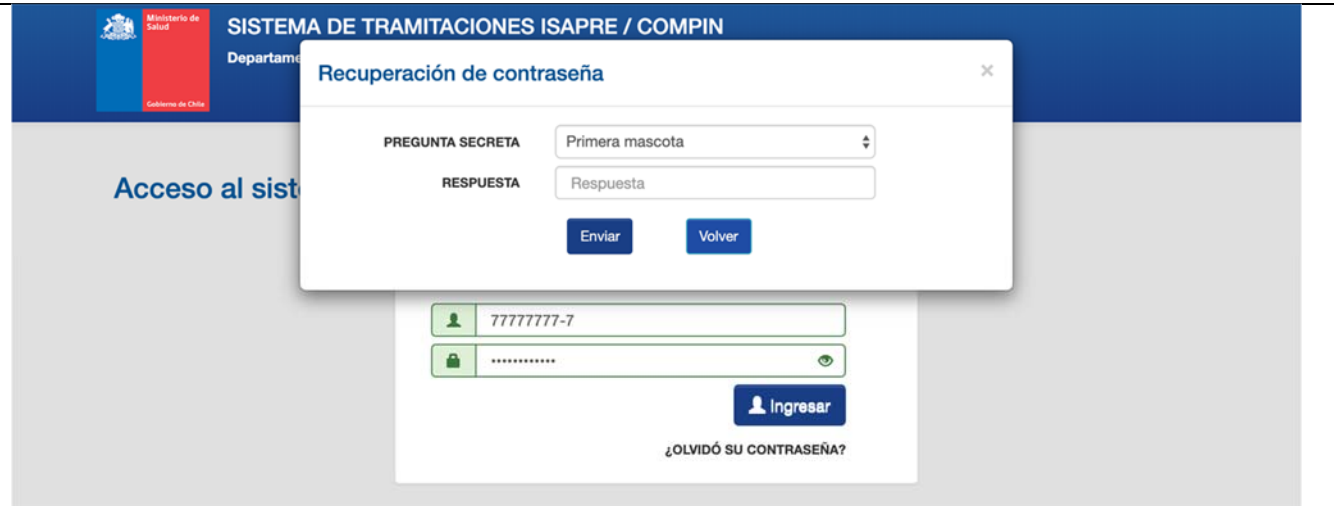 Ministerio de
Salud
Gobierno de Chile
SISTEMA DE TRAMITACIONES ISAPRE / COMPIN
Departame
Recuperación de contraseña
×
PREGUNTA SECRETA Primera mascota
RESPUESTA Respuesta
Enviar Volver
Acceso al sist
77777777-7
••••••••••••
Ingresar
¿OLVIDÓ SU CONTRASEÑA?